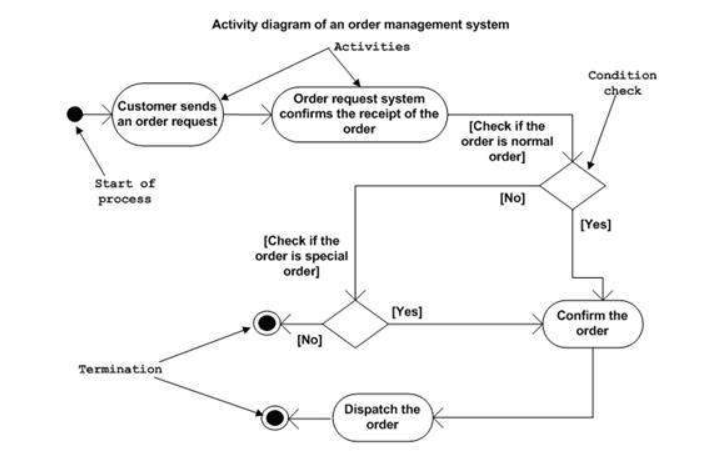 Activity diagram of an order management system
Activities
Condition
check
Customer sends
an order request
Order request system
confirms the receipt of the
order
[Check if the
order is normal
order]
Start of
process
[No]
[Yes]
[Check if the
order is special
order]
[Yes]
Confirm the
order
[No]
Termination
Dispatch the
order